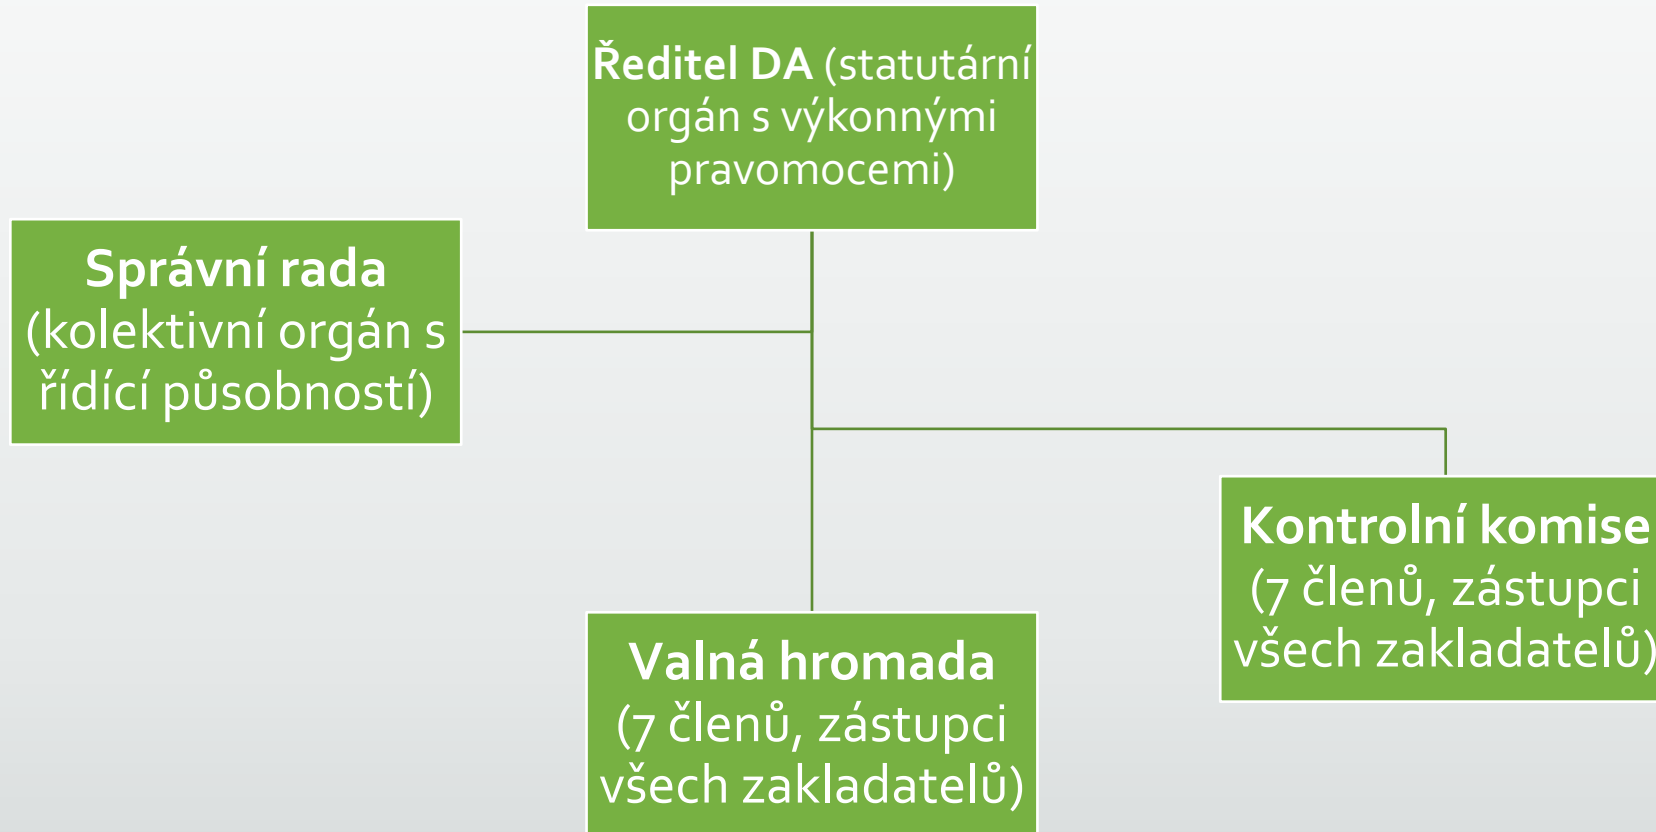 Ředitel DA (statutární
orgán s výkonnými
pravomocemi)
Správní rada
(kolektivní orgán s
řídící působností)
Kontrolní komise
(7 členů, zástupci
všech zakladatelů)
Valná hromada
(7 členů, zástupci
všech zakladatelů)